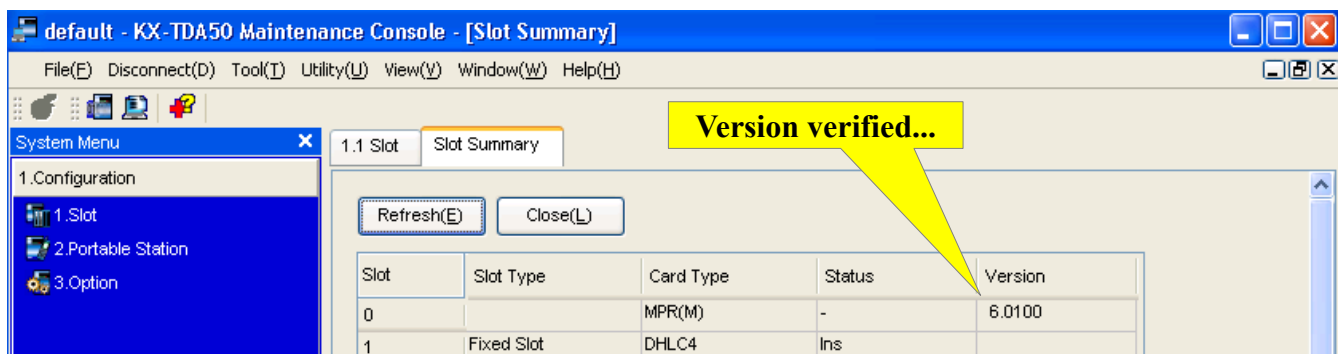 default - KX-TDA50 Maintenance Console - [Slot Summary]
File(F) Disconnect(D) Tool(T) Utility(U) View(V) Window(W) Help(H)
Version verified...
System Menu
1.1 Slot Slot Summary
1.Configuration
1.Slot
Refresh(E) Close(L)
2.Portable Station
3.Option
Slot Slot Type Card Type Status Version
0 MPR(M) - 6.0100
1 Fixed Slot DHLC4 Ins